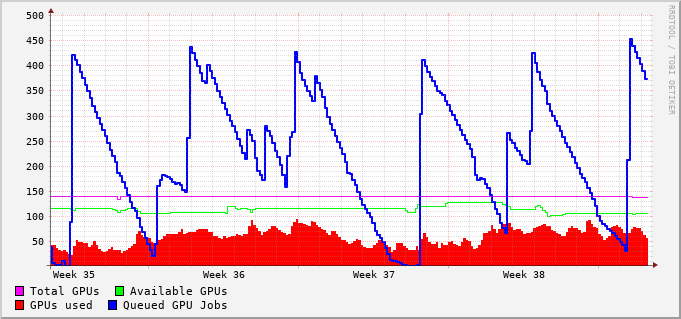 500
450
400
350
300
250
200
150
100
50
Week 35 Week 36 Week 37 Week 38
Total GPUs Available GPUs
GPUs used Queued GPU Jobs
RRDTOOL / TOBI OETIKER